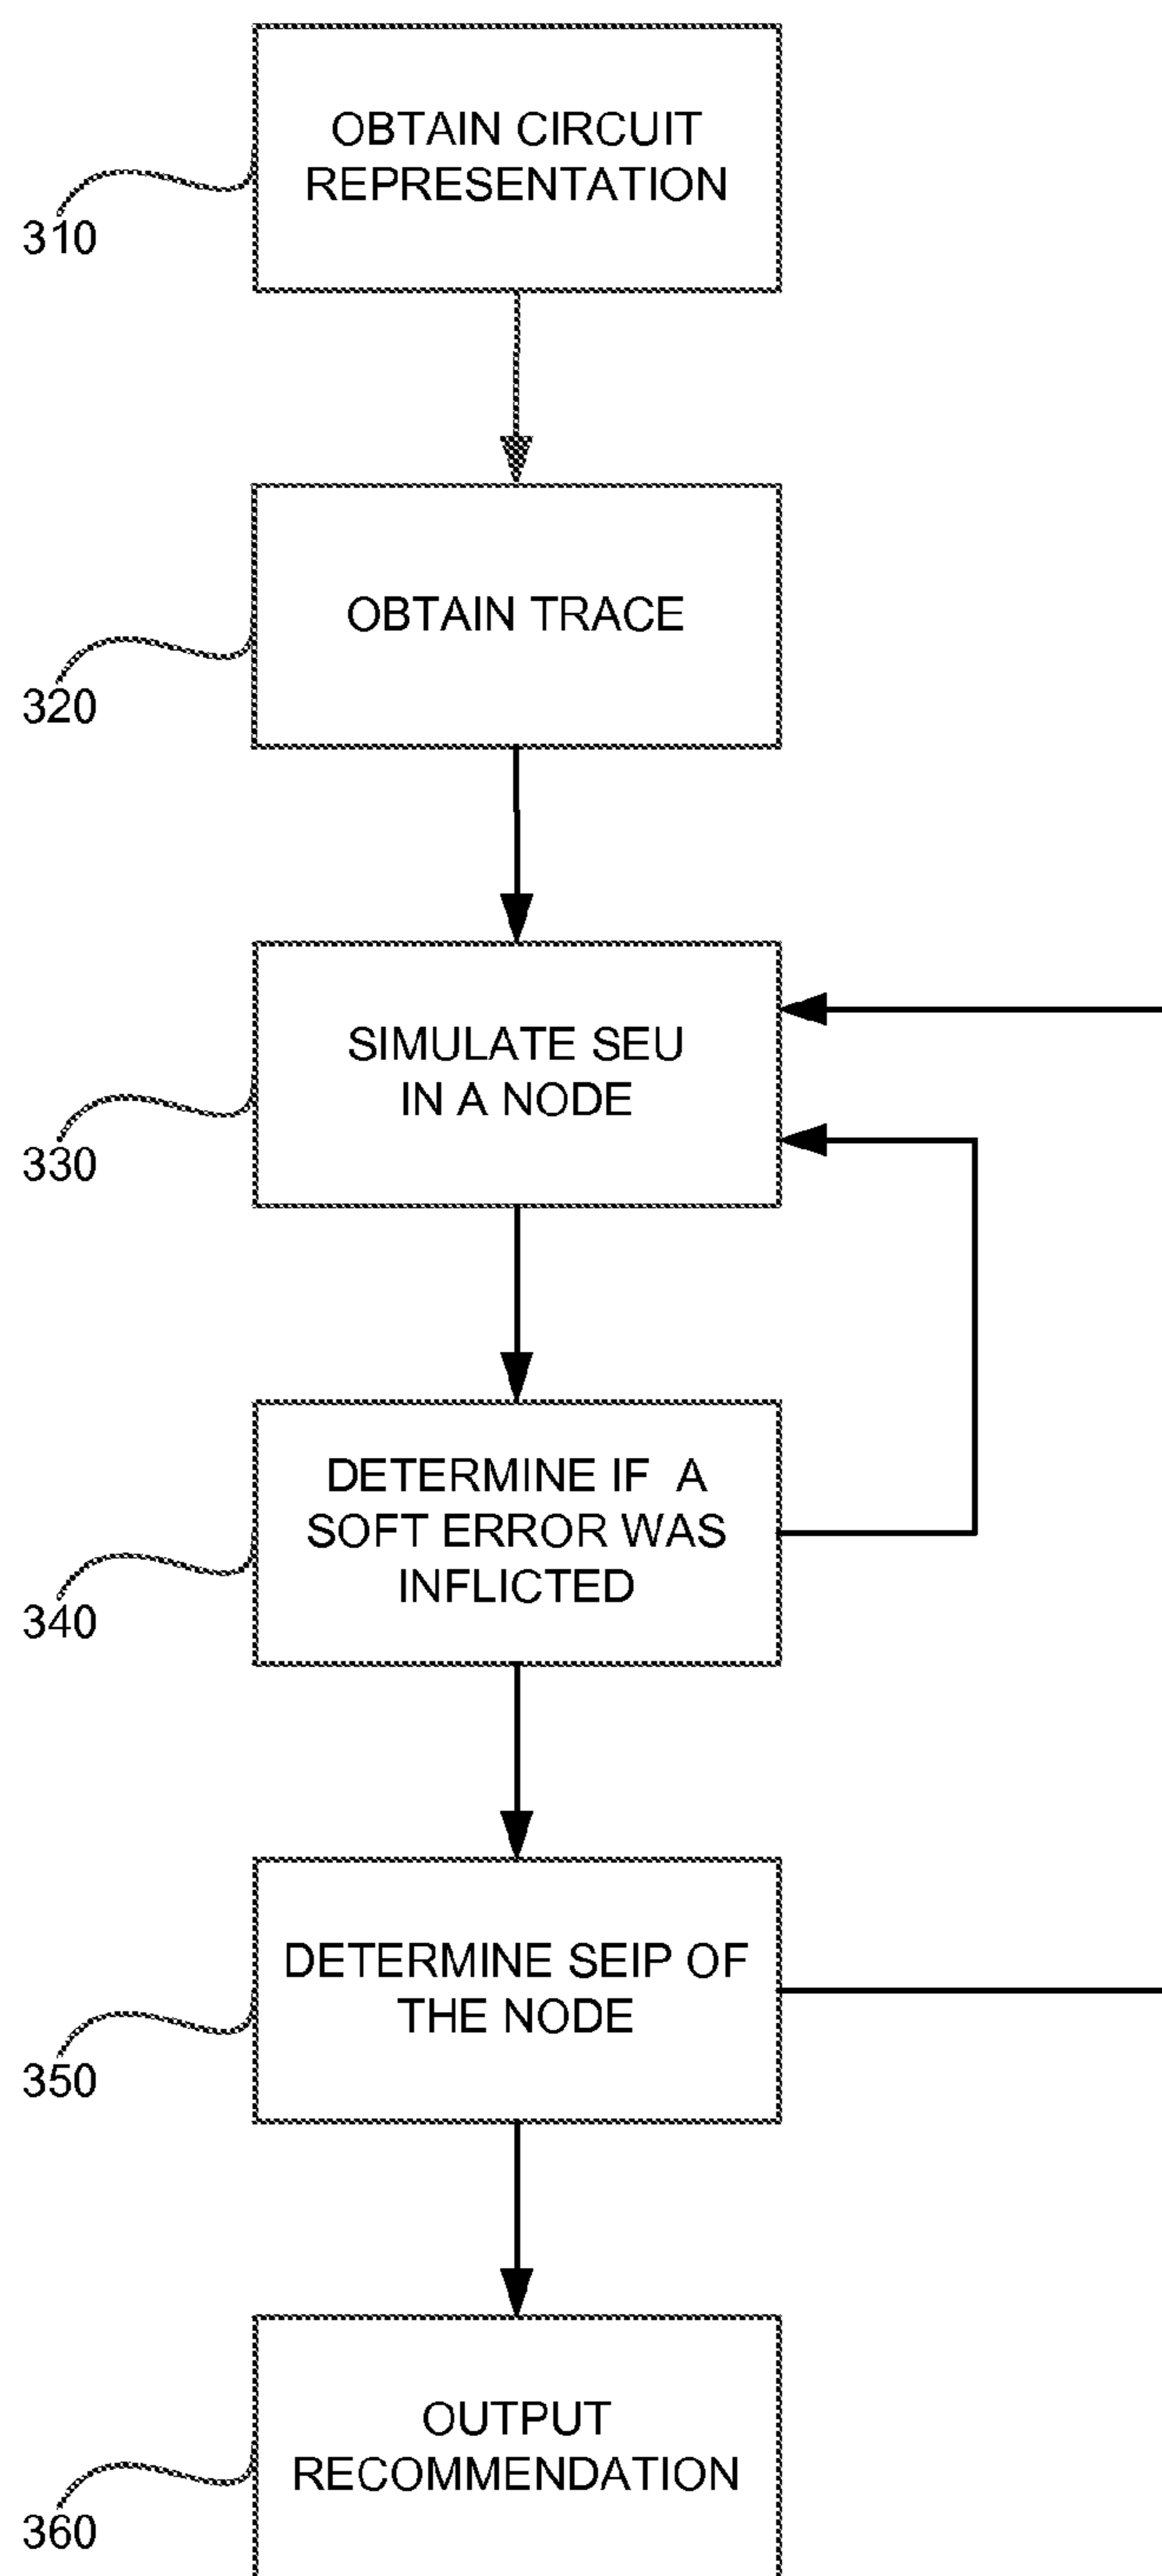 OBTAIN CIRCUIT
REPRESENTATION
310
OBTAIN TRACE
320
SIMULATE SEU
IN A NODE
330
DETERMINE IF A
SOFT ERROR WAS
INFLICTED
340
DETERMINE SEIP OF
THE NODE
350
OUTPUT
RECOMMENDATION
360